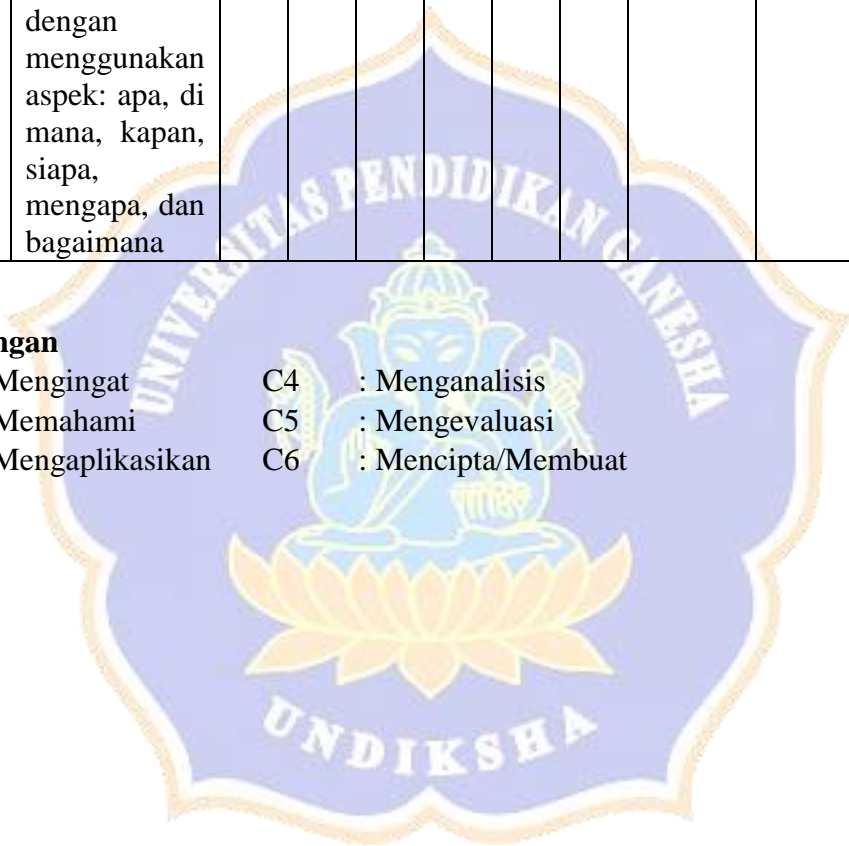 dengan
menggunakan
aspek: apa, di
mana, kapan,
siapa,
mengapa, dan
bagaimana
ngan
Mengingat C4 : Menganalisis
Memahami C5 : Mengevaluasi
Mengaplikasikan C6 : Mencipta/Membuat
UNIVERSITAS PENDIDIKAN GANESHA
UNDIKSHA